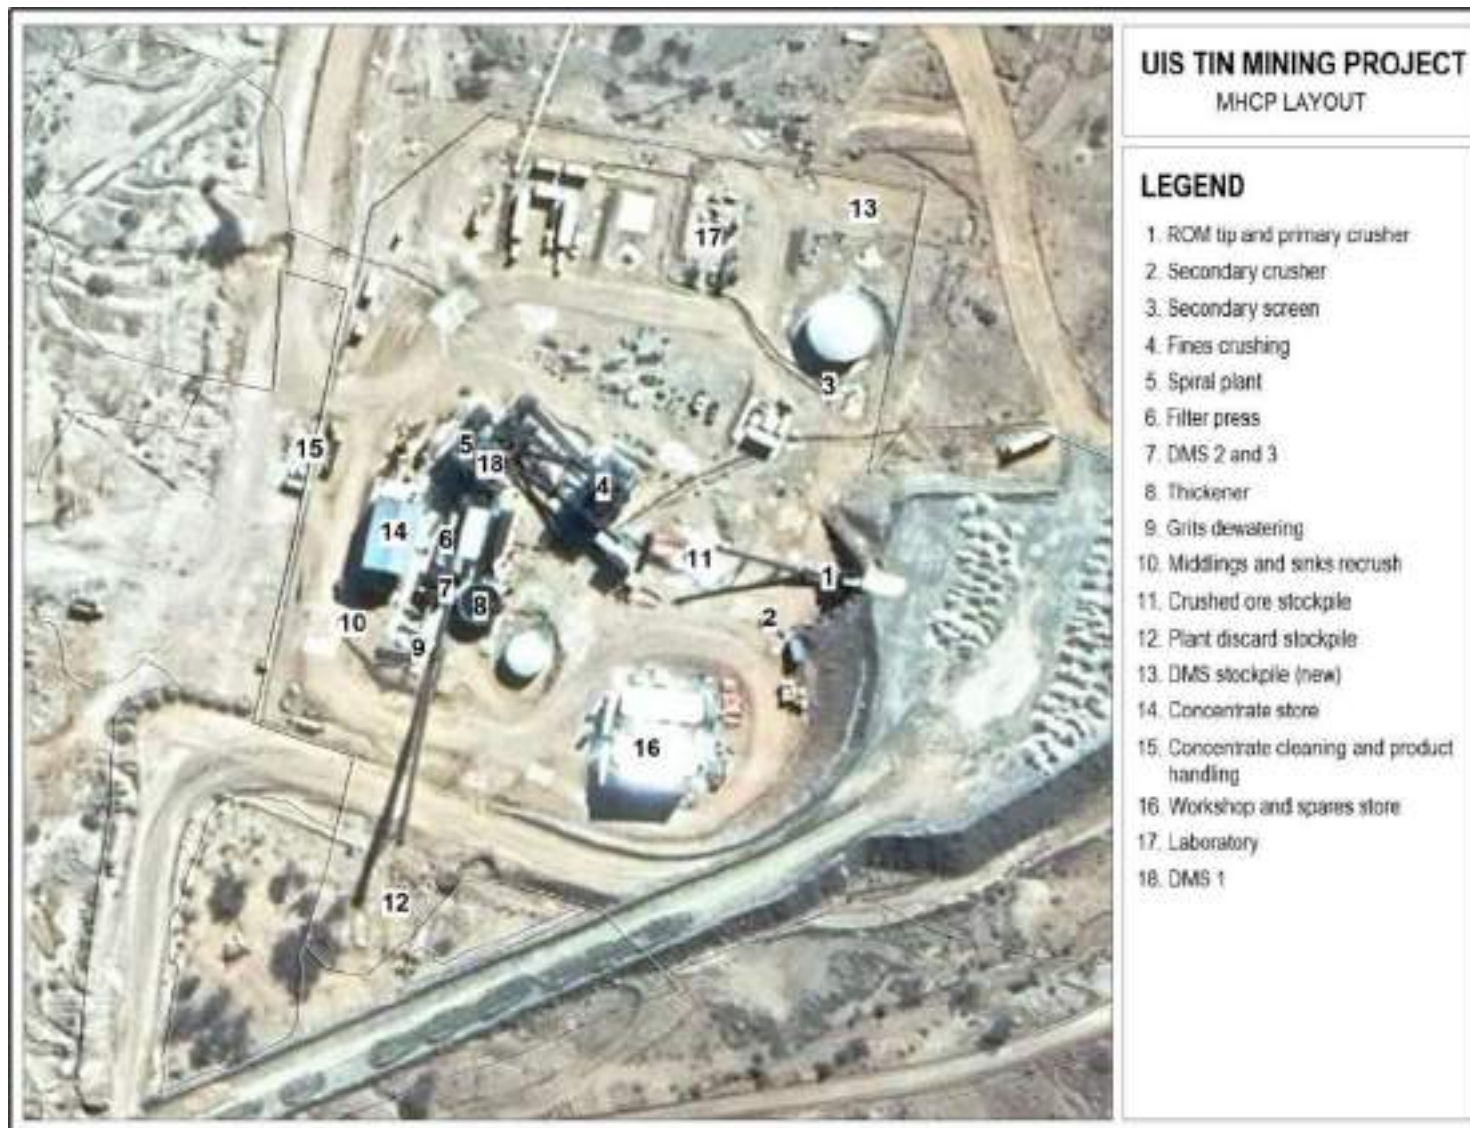 UIS TIN MINING PROJECT
MHCP LAYOUT
LEGEND
1. ROM tip and primary crusher
2. Secondary crusher
3. Secondary screen
4. Fines crushing
5. Spiral plant
6. Filter press
7. DMS 2 and 3
8. Thickener
9. Grits dewatering
10. Middlings and sinks recrush
11. Crushed ore stockpile
12. Plant discard stockpile
13. DMS stockpile (new)
14. Concentrate store
15. Concentrate cleaning and product
handling
16. Workshop and spares store
17. Laboratory
18. DMS 1
13
17
3
15
5
18
4
14
6
11
1
7
8
2
10
9
16
12